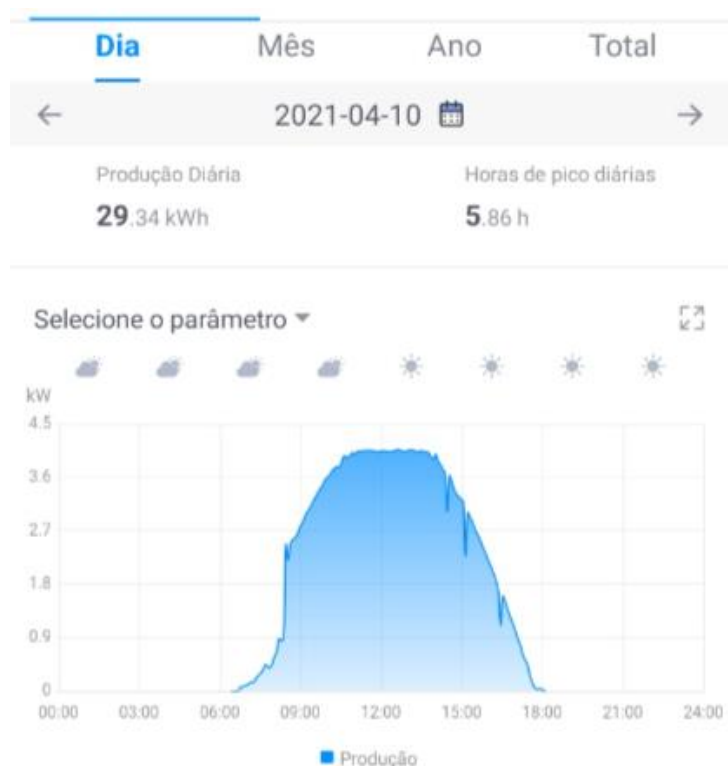 Dia Mês Ano Total
2021-04-10
Produção Diária Horas de pico diárias
29.34 kWh 5.86 h
Selecione o parâmetro
kW
4.5
3.6
2.7
1.8
0.9
0
00:00 03:00 06:00 09:00 12:00 15:00 18:00 21:00 24:00
Produção